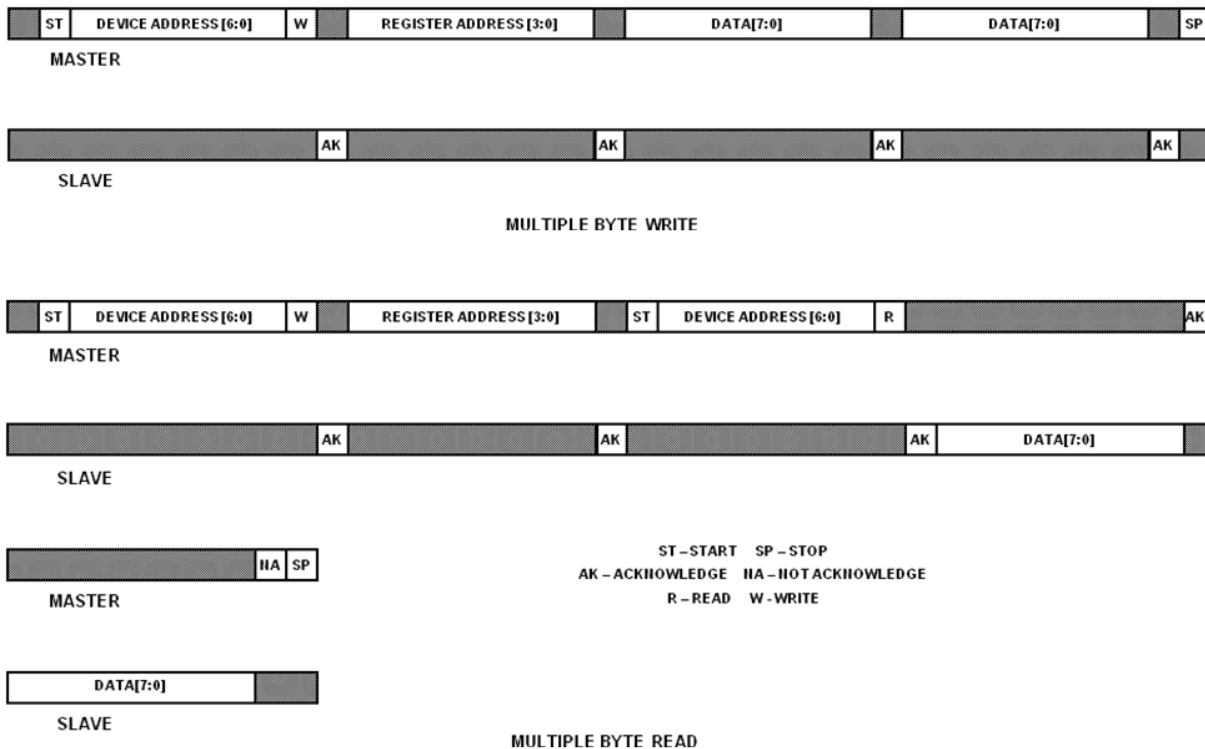 ST DEVICE ADDRESS [6:0] W REGISTER ADDRESS [3:0] DATA[7:0] DATA[7:0] SP
MASTER
AK AK AK AK
SLAVE
MULTIPLE BYTE WRITE
ST DEVICE ADDRESS [6:0] W REGISTER ADDRESS [3:0] ST DEVICE ADDRESS [6:0] R AK
MASTER
AK AK AK DATA[7:0]
SLAVE
NA SP
MASTER
ST – START SP – STOP
AK – ACKNOWLEDGE NA – NOT ACKNOWLEDGE
R – READ W - WRITE
DATA[7:0]
SLAVE
MULTIPLE BYTE READ